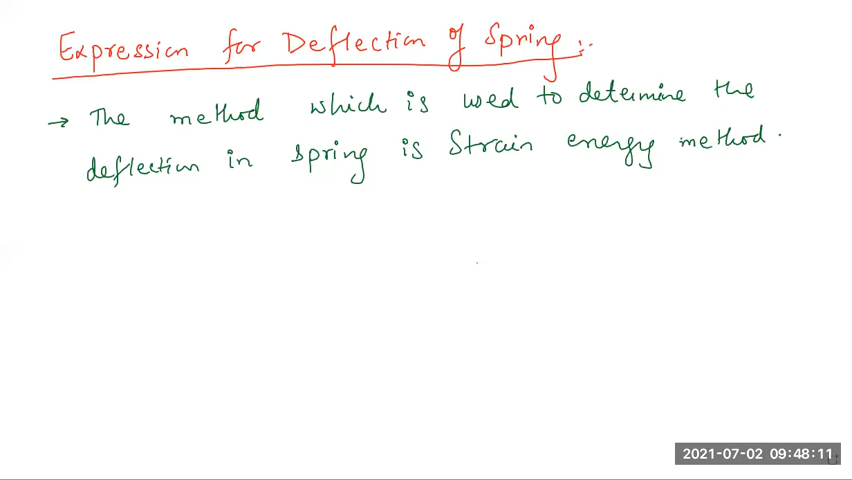 Expression for Deflection of Spring :-
→ The method which is used to determine the
deflection in spring is Strain energy method.
2021-07-02 09:48:11